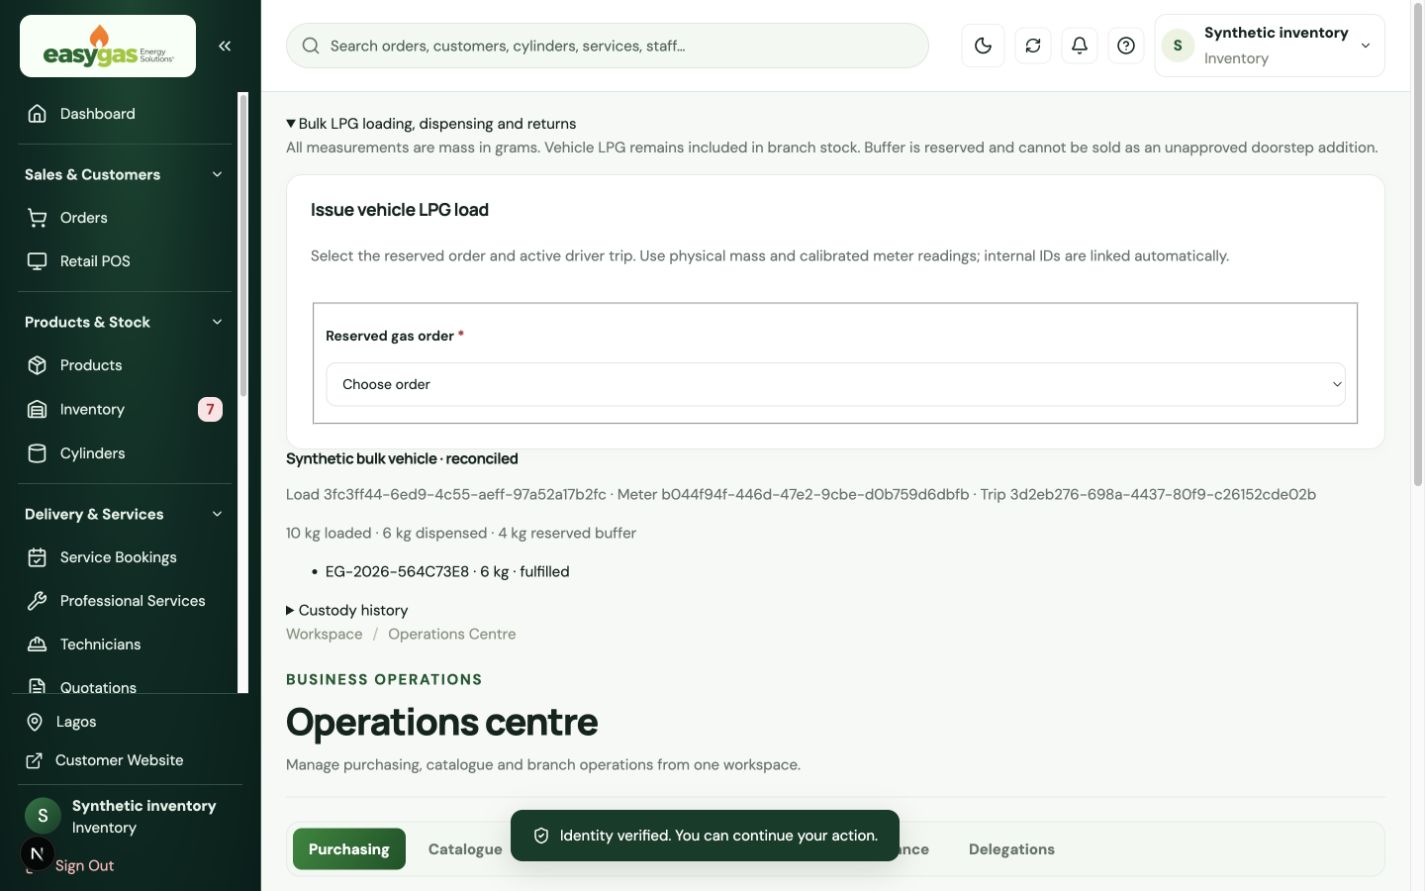 easygas Energy Solutions
Dashboard
Sales & Customers
Orders
Retail POS
Products & Stock
Products
Inventory 7
Cylinders
Delivery & Services
Service Bookings
Professional Services
Technicians
Quotations
Lagos
Customer Website
S Synthetic inventory
Inventory
N
Sign Out
Search orders, customers, cylinders, services, staff...
S Synthetic inventory
Inventory
Bulk LPG loading, dispensing and returns
All measurements are mass in grams. Vehicle LPG remains included in branch stock. Buffer is reserved and cannot be sold as an unapproved doorstep addition.
Issue vehicle LPG load
Select the reserved order and active driver trip. Use physical mass and calibrated meter readings; internal IDs are linked automatically.
Reserved gas order *
Choose order
Synthetic bulk vehicle · reconciled
Load 3fc3ff44-6ed9-4c55-aeff-97a52a17b2fc · Meter b044f94f-446d-47e2-9cbe-d0b759d6dbfb · Trip 3d2eb276-698a-4437-80f9-c26152cde02b
10 kg loaded · 6 kg dispensed · 4 kg reserved buffer
• EG-2026-564C73E8 · 6 kg · fulfilled
Custody history
Workspace / Operations Centre
BUSINESS OPERATIONS
Operations centre
Manage purchasing, catalogue and branch operations from one workspace.
Purchasing Catalogue nce Delegations
Identity verified. You can continue your action.